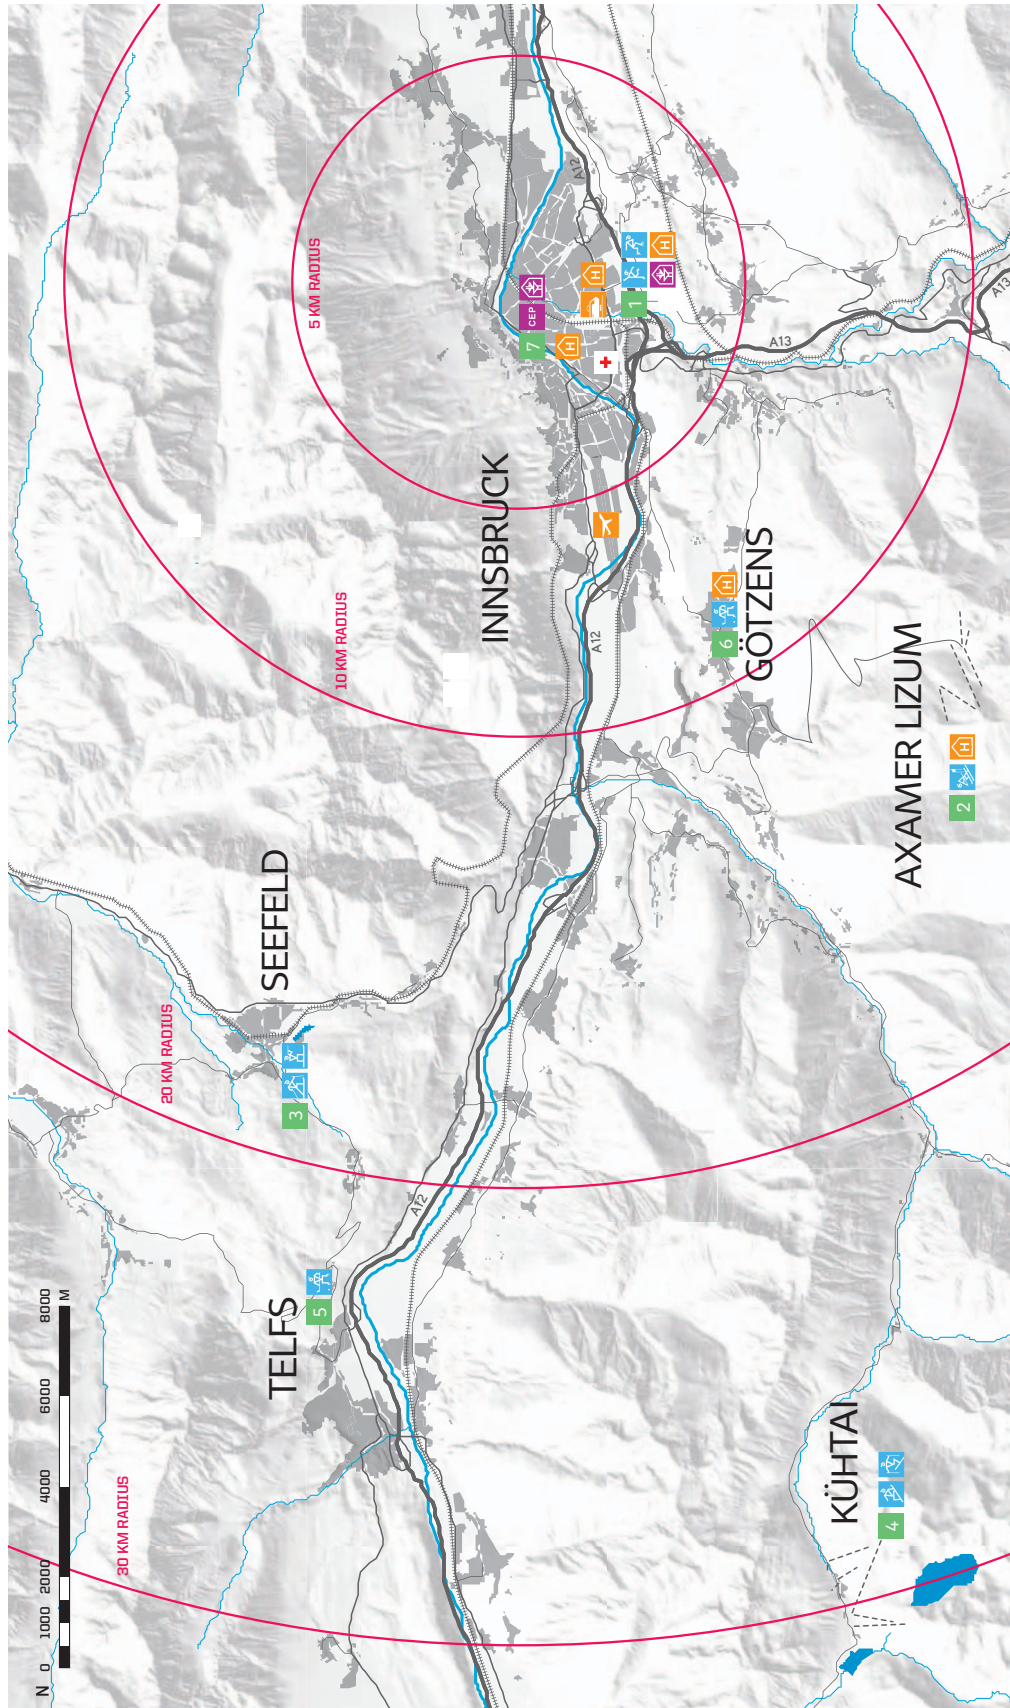 N
0 1000 2000 4000 6000 8000
M
5 KM RADIUS
10 KM RADIUS
20 KM RADIUS
30 KM RADIUS
INNSBRUCK
SEEFELD
TELFS
GÖTZENS
AXAMER LIZUM
KÜHTAI
7 CEP
H
H
1
H
6 H
2 H
3
5
4
A12
A12
A12
A13
A13